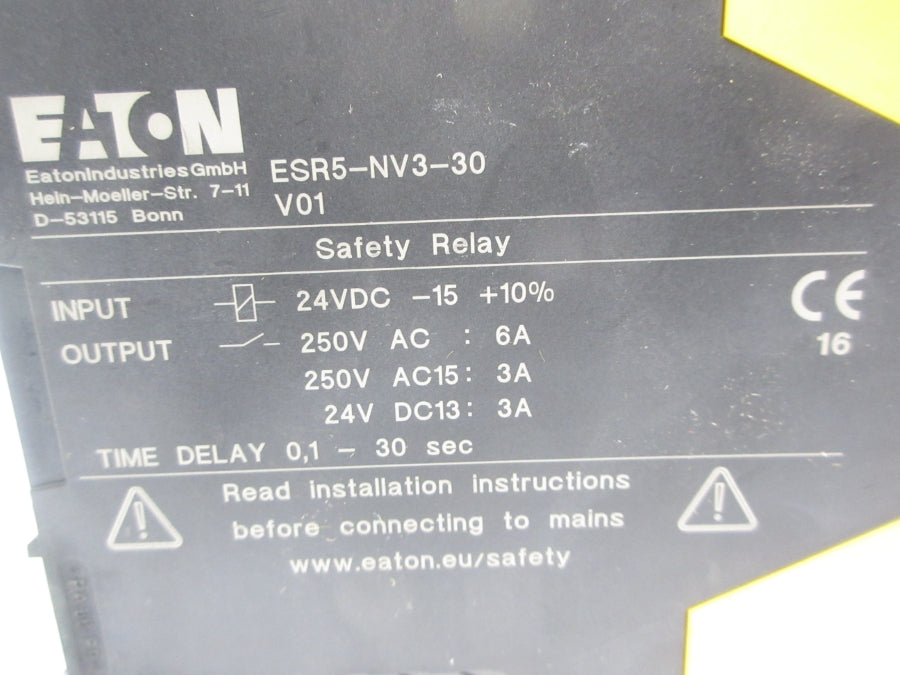 EATON
EatonIndustriesGmbH
Hein-Moeller-Str. 7-11
D-53115 Bonn
ESR5-NV3-30
V01
Safety Relay
INPUT 24VDC -15 +10%
OUTPUT 250V AC : 6A
250V AC15: 3A
24V DC13: 3A
CE
16
TIME DELAY 0,1 - 30 sec
Read installation instructions
before connecting to mains
www.eaton.eu/safety